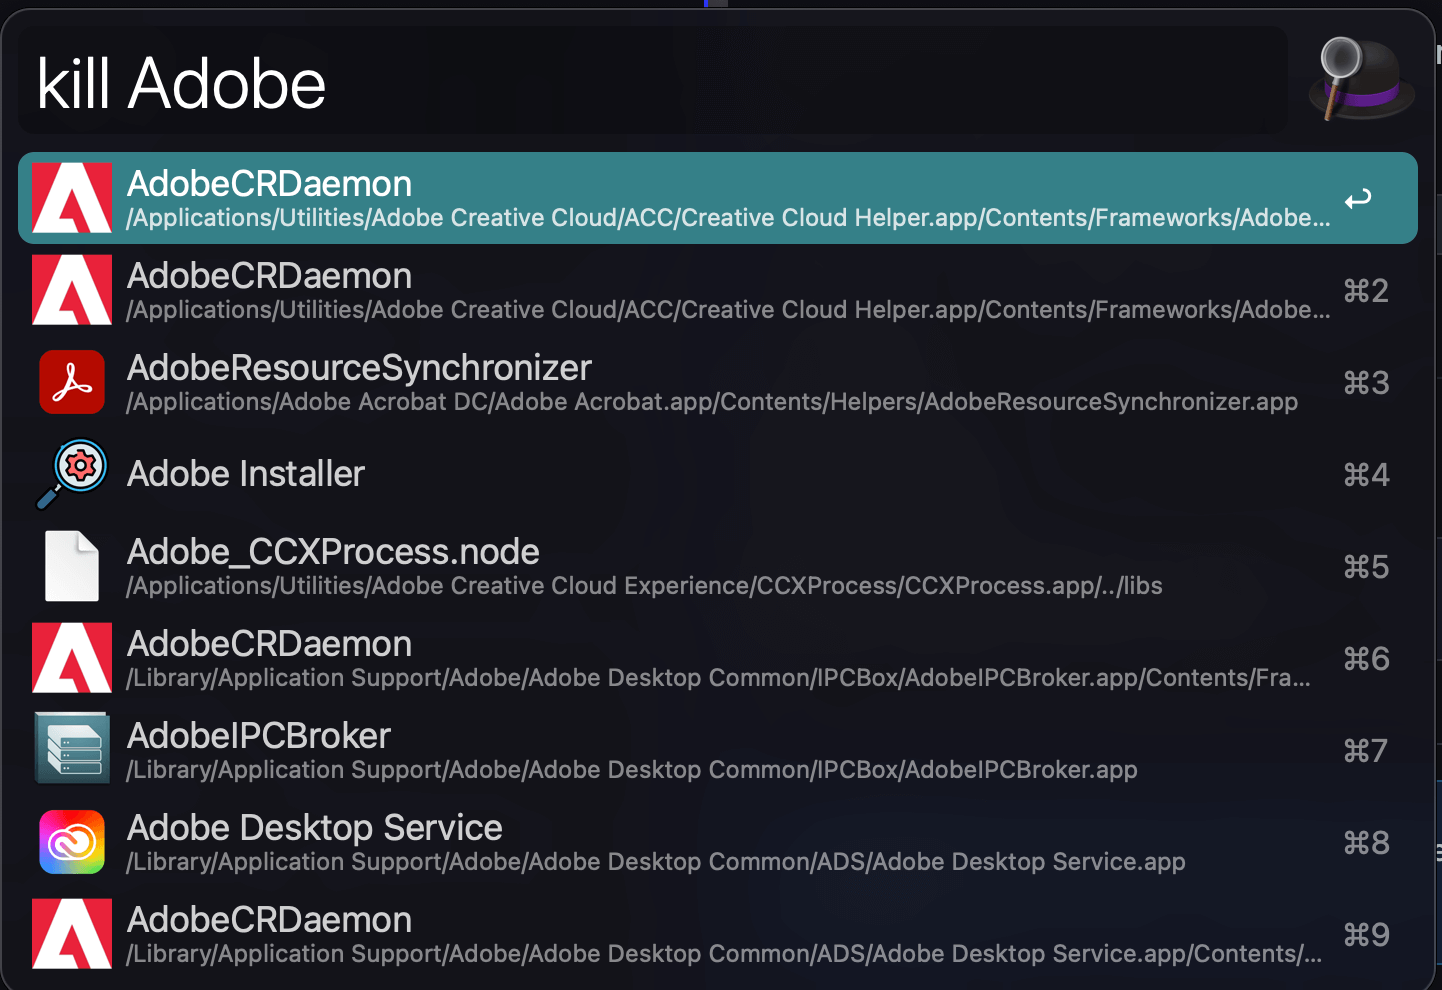 kill Adobe
AdobeCRDaemon
/Applications/Utilities/Adobe Creative Cloud/ACC/Creative Cloud Helper.app/Contents/Frameworks/Adobe...
AdobeCRDaemon
/Applications/Utilities/Adobe Creative Cloud/ACC/Creative Cloud Helper.app/Contents/Frameworks/Adobe...
⌘2
AdobeResourceSynchronizer
/Applications/Adobe Acrobat DC/Adobe Acrobat.app/Contents/Helpers/AdobeResourceSynchronizer.app
⌘3
Adobe Installer
⌘4
Adobe_CCXProcess.node
/Applications/Utilities/Adobe Creative Cloud Experience/CCXProcess/CCXProcess.app/../libs
⌘5
AdobeCRDaemon
/Library/Application Support/Adobe/Adobe Desktop Common/IPCBox/AdobeIPCBroker.app/Contents/Fra...
⌘6
AdobeIPCBroker
/Library/Application Support/Adobe/Adobe Desktop Common/IPCBox/AdobeIPCBroker.app
⌘7
Adobe Desktop Service
/Library/Application Support/Adobe/Adobe Desktop Common/ADS/Adobe Desktop Service.app
⌘8
AdobeCRDaemon
/Library/Application Support/Adobe/Adobe Desktop Common/ADS/Adobe Desktop Service.app/Contents/...
⌘9